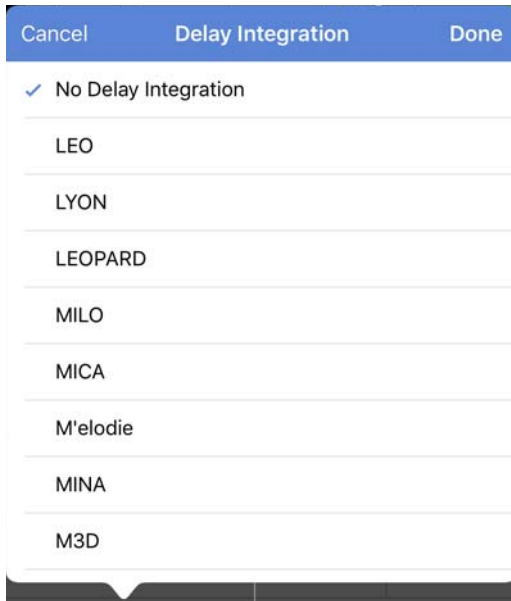 Cancel Delay Integration Done
No Delay Integration
LEO
LYON
LEOPARD
MILO
MICA
M'elodie
MINA
M3D